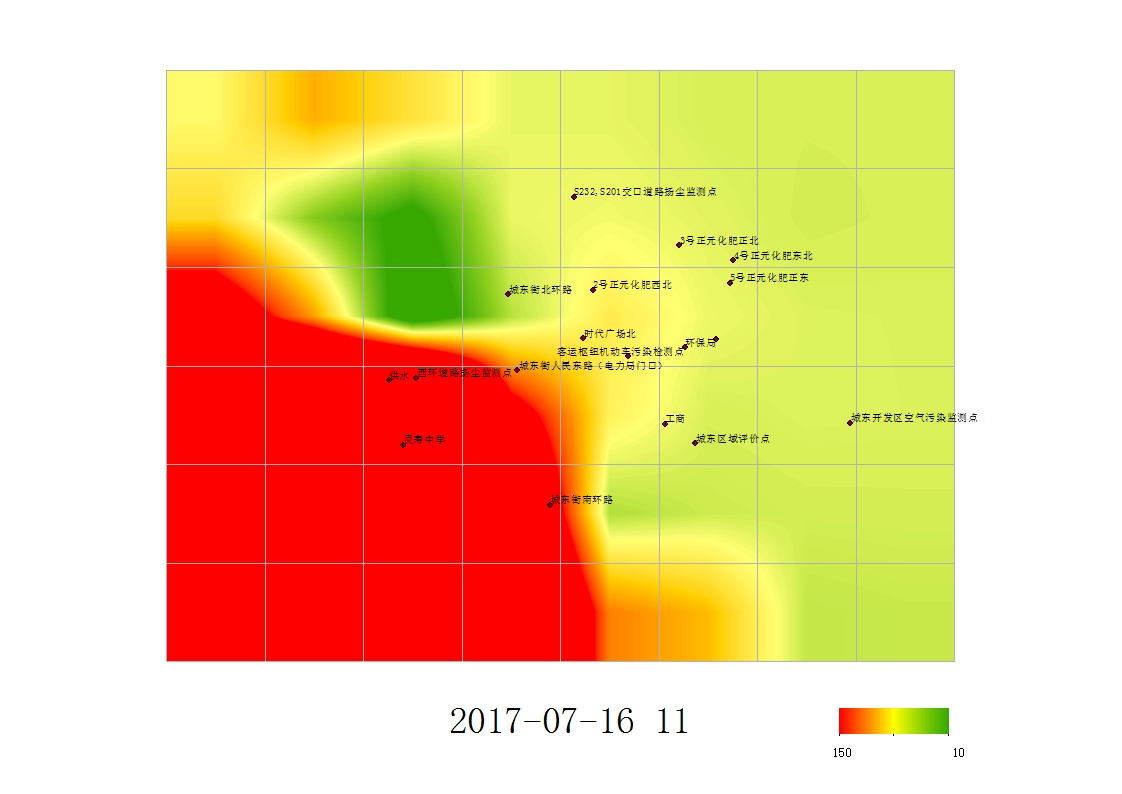 S232,S201交口道路扬尘监测点
3号正元化肥正北
4号正元化肥东北
5号正元化肥正东
2号正元化肥西北
城东街北环路
时代广场北
环保局
客运枢纽机动车污染检测点
城东街人民东路（电力局门口）
供水
西环道路扬尘监测点
工商
城东开发区空气污染监测点
灵寿中学
城东区域评价点
城东街南环路
2017-07-16 11
150
10